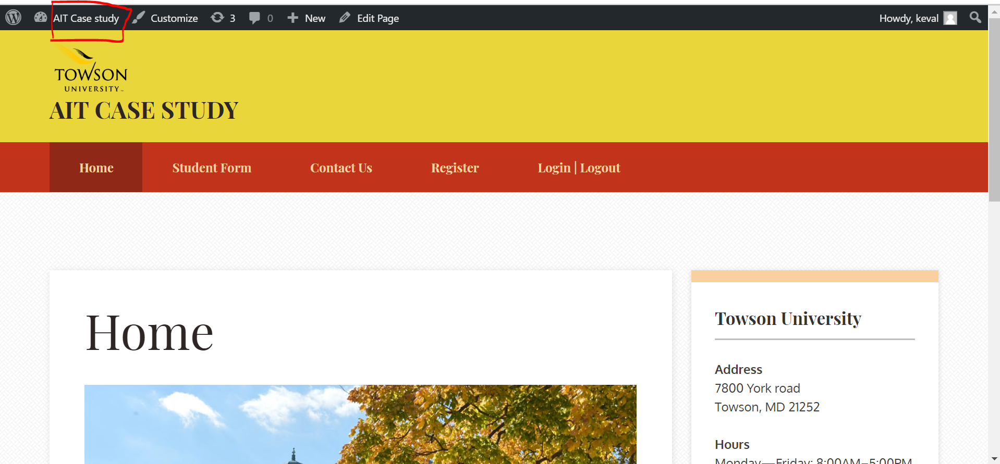 AIT Case study Customize 3 0 New Edit Page Howdy, keval
TOWSON
UNIVERSITY™
AIT CASE STUDY
Home Student Form Contact Us Register Login | Logout
Home
Towson University
Address
7800 York road
Towson, MD 21252
Hours
Monday—Friday: 8:00AM–5:00PM